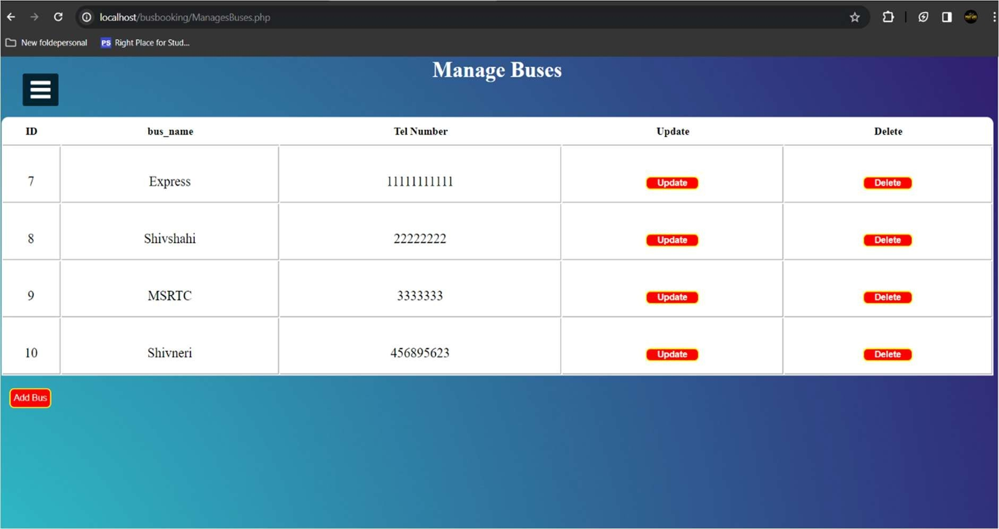 localhost/busbooking/ManagesBuses.php
New foldepersonal PS Right Place for Stud...
Manage Buses
ID bus_name Tel Number Update Delete
7 Express 11111111111 Update Delete
8 Shivshahi 22222222 Update Delete
9 MSRTC 3333333 Update Delete
10 Shivneri 456895623 Update Delete
Add Bus